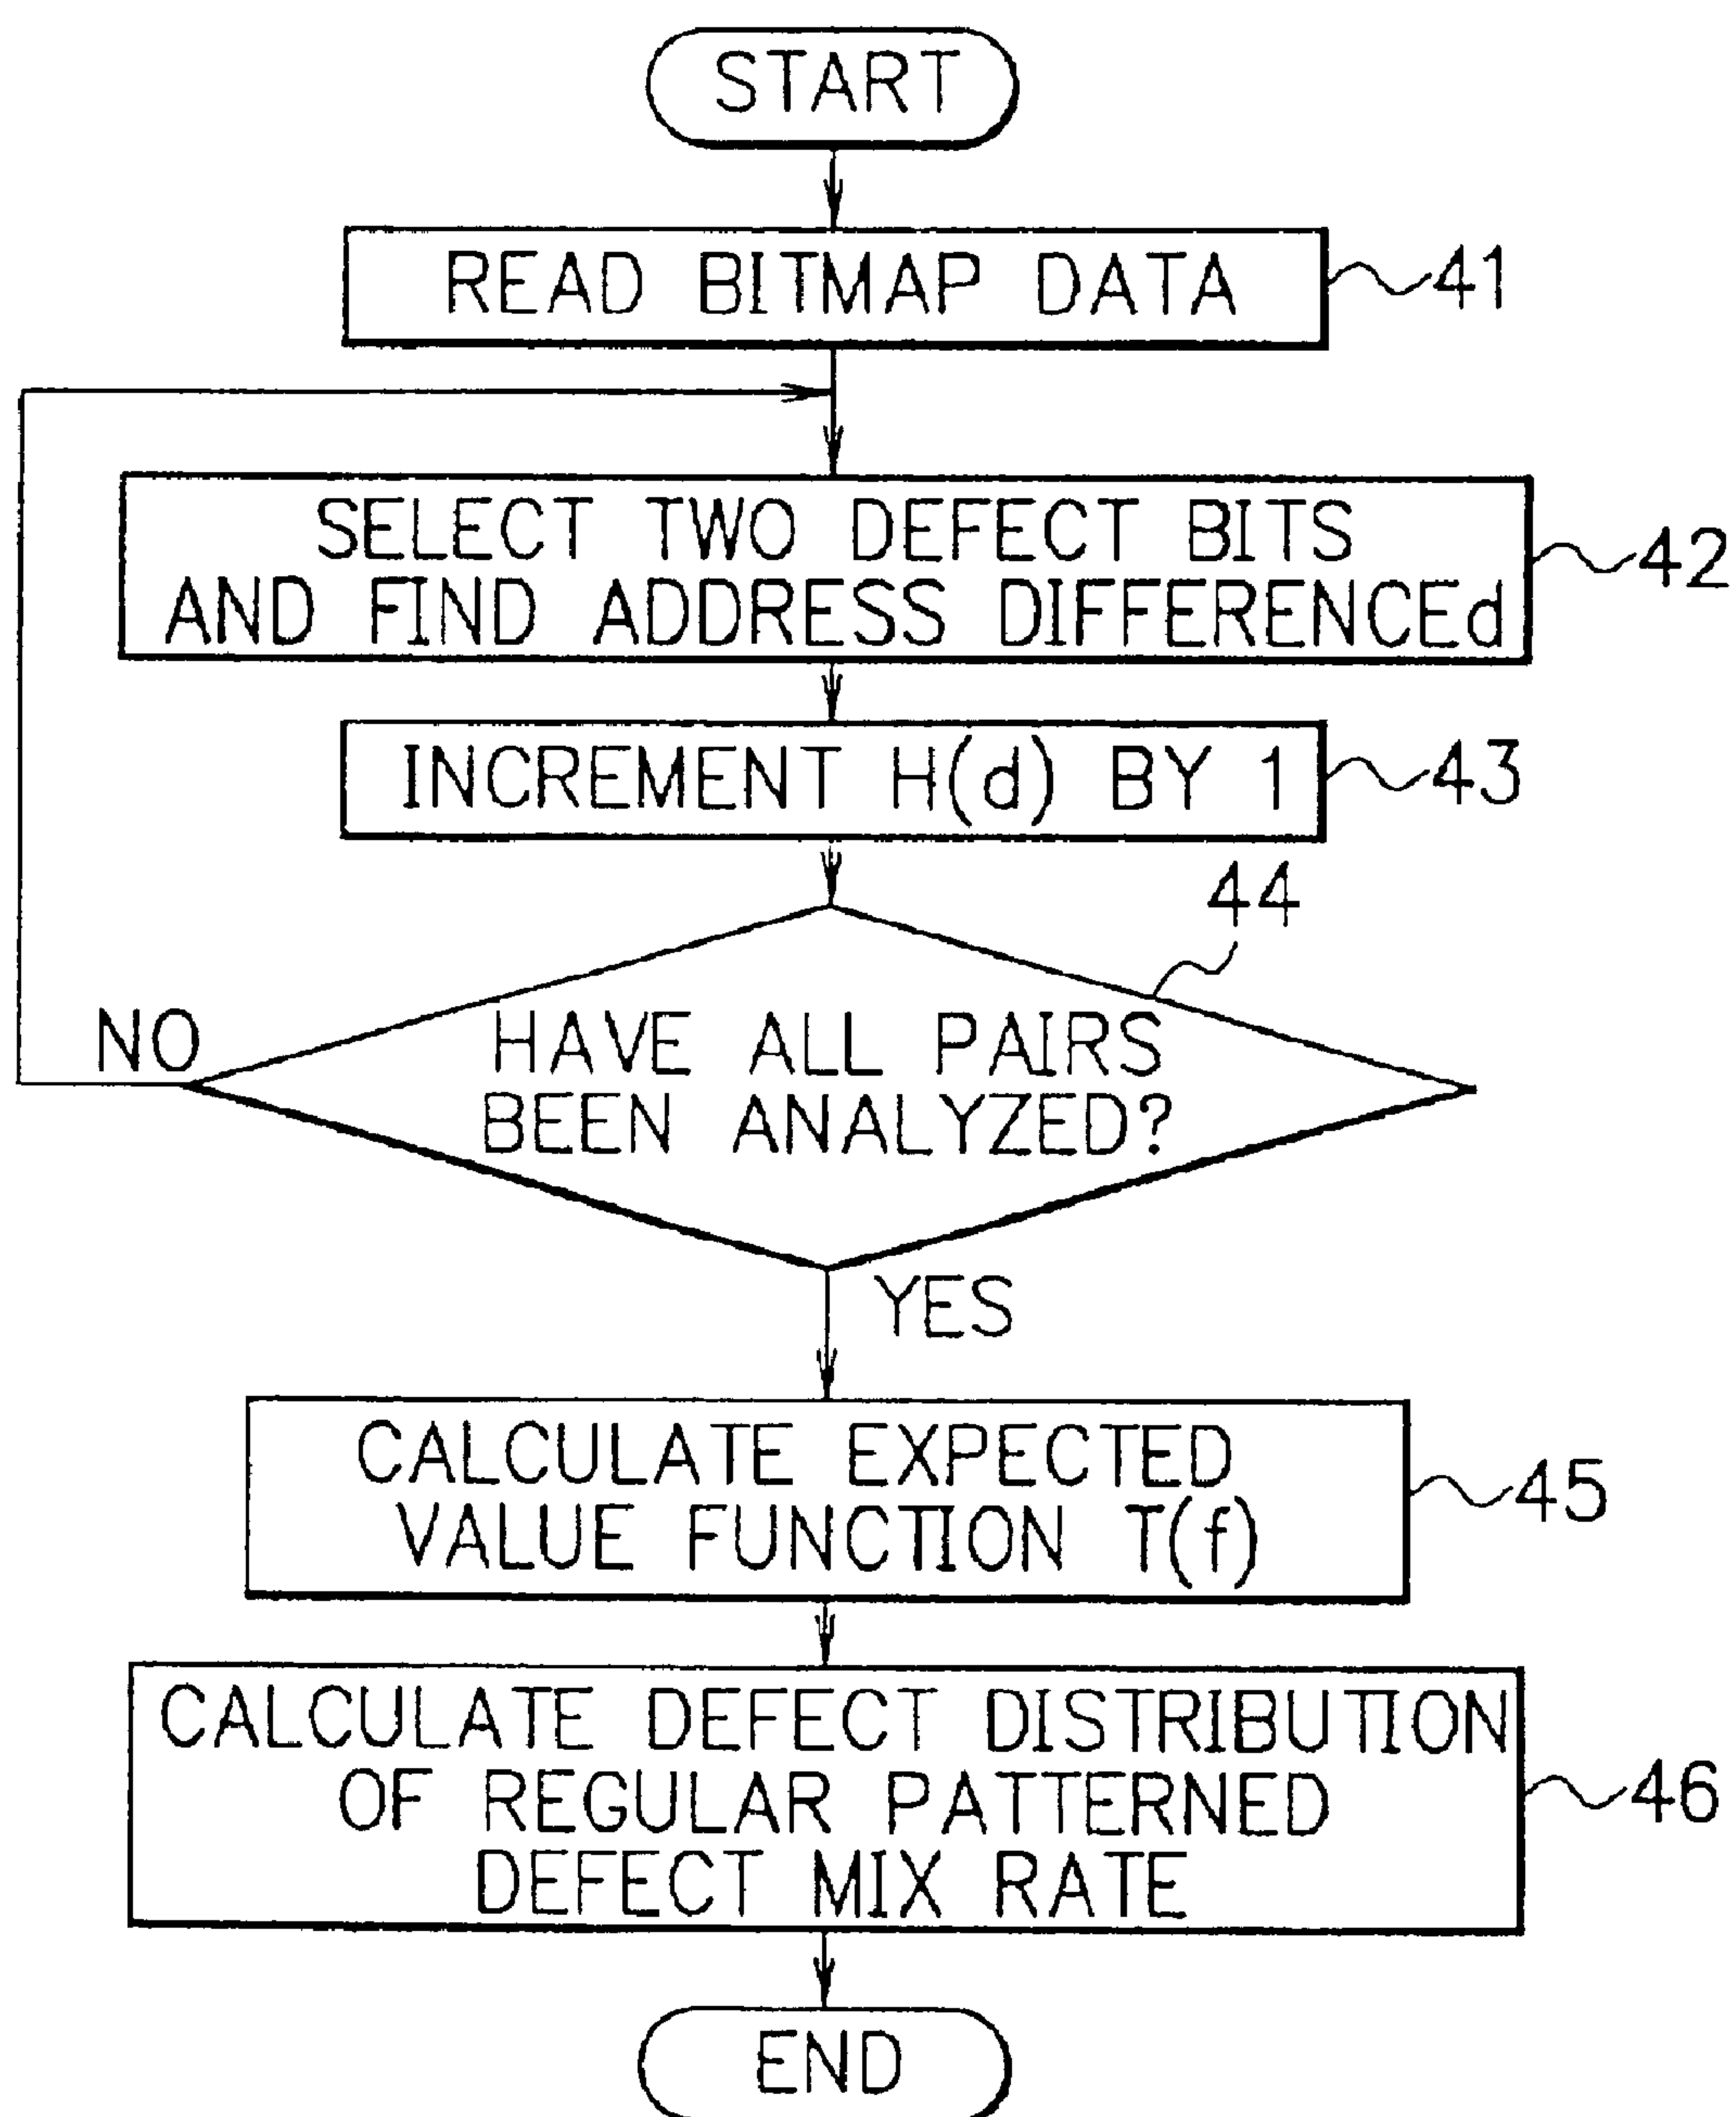 START
READ BITMAP DATA
41
SELECT TWO DEFECT BITS
AND FIND ADDRESS DIFFERENCEd
42
INCREMENT H(d) BY 1
43
44
NO
HAVE ALL PAIRS
BEEN ANALYZED?
YES
CALCULATE EXPECTED
VALUE FUNCTION T(f)
45
CALCULATE DEFECT DISTRIBUTION
OF REGULAR PATTERNED
DEFECT MIX RATE
46
END